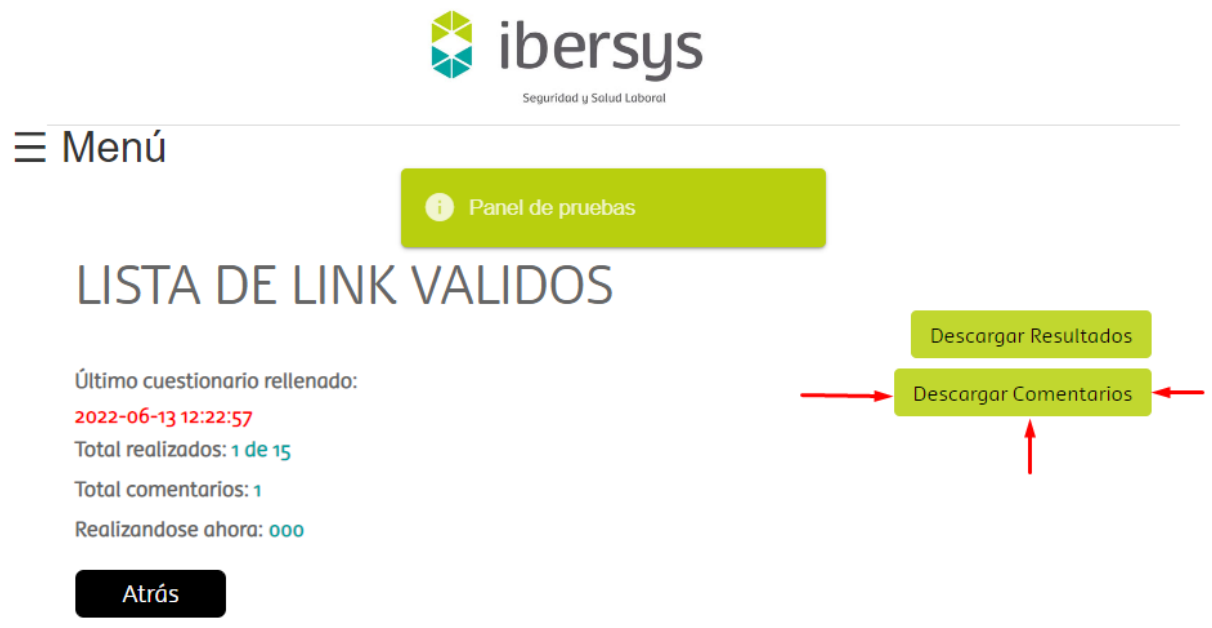 ibersys
Seguridad y Salud Laboral
☰ Menú
Panel de pruebas
LISTA DE LINK VALIDOS
Descargar Resultados
Último cuestionario rellenado:
Descargar Comentarios
2022-06-13 12:22:57
Total realizados: 1 de 15
Total comentarios: 1
Realizandose ahora: 000
Atrás